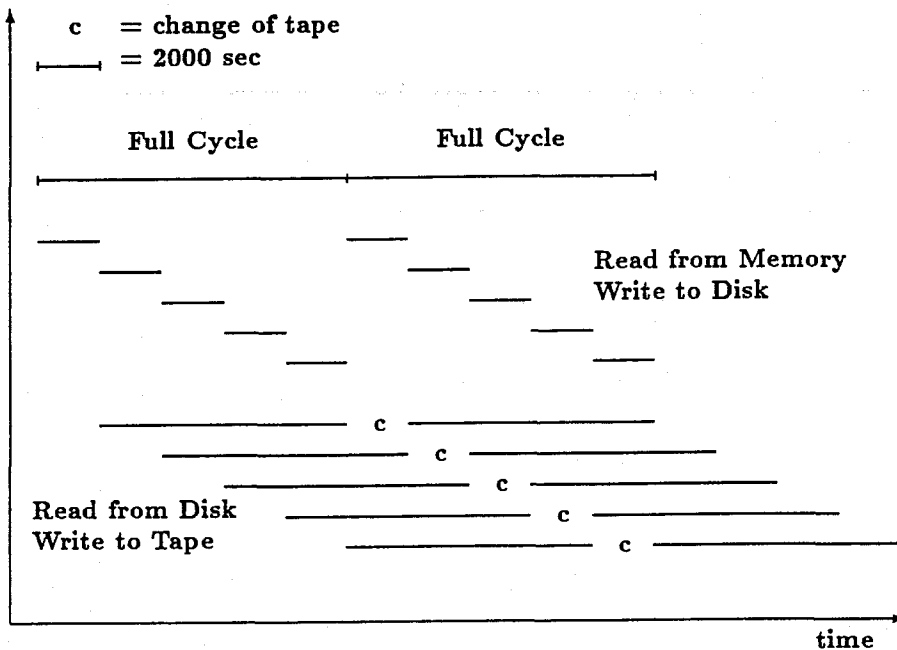 c = change of tape
= 2000 sec
Full Cycle Full Cycle
Read from Memory
Write to Disk
c
c
c
Read from Disk
Write to Tape
c
c
time